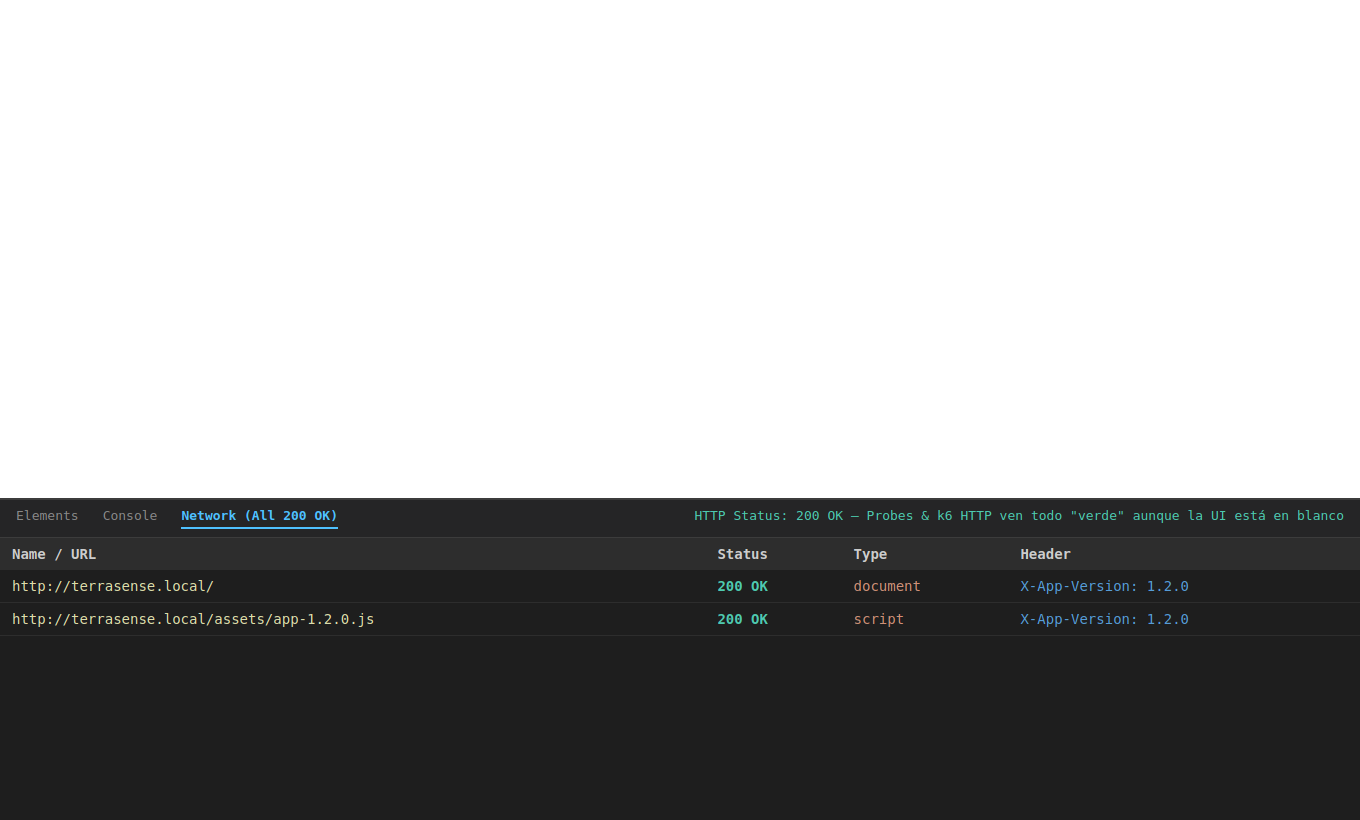 Elements Console Network (All 200 OK) HTTP Status: 200 OK — Probes & k6 HTTP ven todo "verde" aunque la UI está en blanco
Name / URL Status Type Header
http://terrasense.local/ 200 OK document X-App-Version: 1.2.0
http://terrasense.local/assets/app-1.2.0.js 200 OK script X-App-Version: 1.2.0